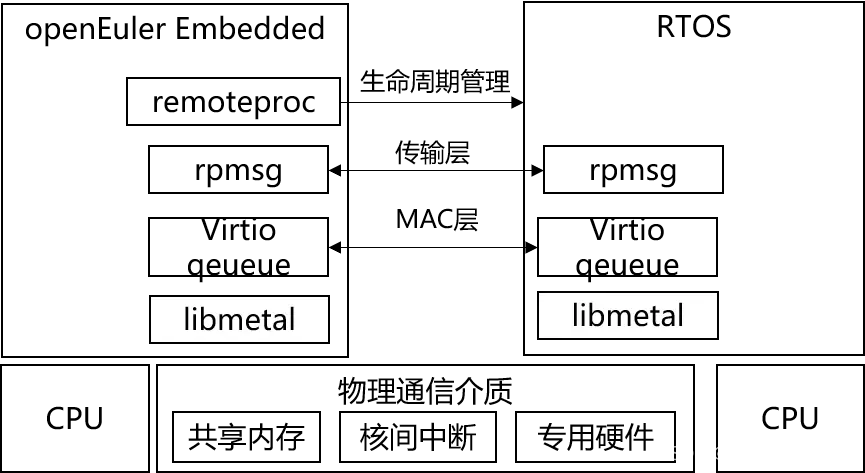 openEuler Embedded
RTOS
remoteproc
生命周期管理
rpmsg
传输层
rpmsg
Virtio
qeueue
MAC层
Virtio
qeueue
libmetal
libmetal
CPU
物理通信介质
共享内存
核间中断
专用硬件
CPU